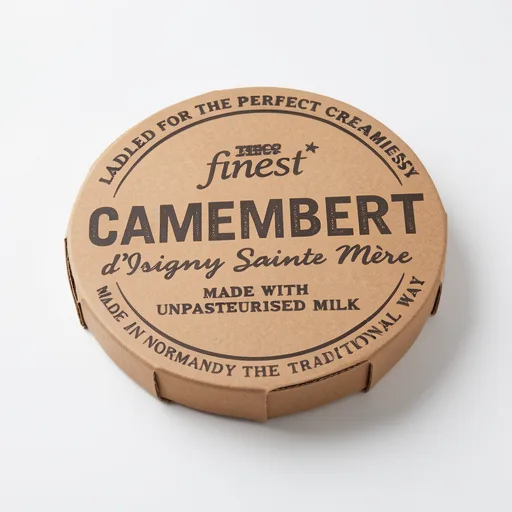 LADLED FOR THE PERFECT CREAMIESSY
TESCO
finest*
CAMEMBERT
d'Isigny Sainte Mère
MADE WITH
UNPASTEURISED MILK
MADE IN NORMANDY THE TRADITIONAL WAY